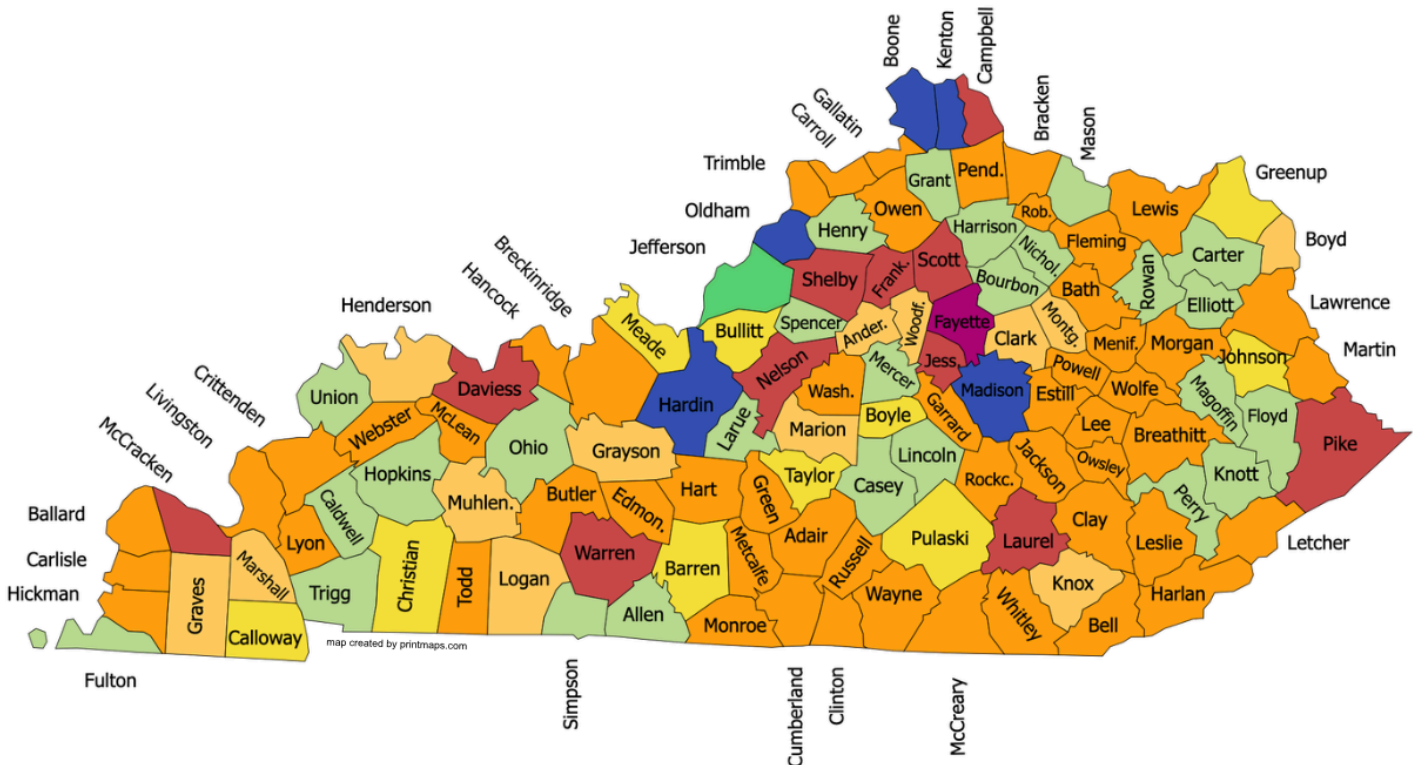 Boone
Kenton
Campbell
Gallatin
Carroll
Bracken
Mason
Trimble
Grant
Pend.
Greenup
Oldham
Owen
Rob.
Lewis
Henry
Harrison
Jefferson
Fleming
Boyd
Nichol.
Carter
Breckinridge
Hancock
Shelby
Frank.
Scott
Bourbon
Bath
Rowan
Elliott
Henderson
Lawrence
Meade
Bullitt
Spencer
Ander.
Woodf.
Fayette
Clark
Montg.
Menif.
Morgan
Johnson
Martin
Crittenden
Union
Daviess
Nelson
Mercer
Jess.
Powell
Livingston
Hardin
Wash.
Madison
Estill
Wolfe
Magoffin
Floyd
McCracken
Webster
McLean
Ohio
Larue
Marion
Boyle
Garrard
Lee
Breathitt
Pike
Hopkins
Grayson
Lincoln
Jackson
Owsley
Knott
Ballard
Caldwell
Muhlen.
Butler
Edmon.
Hart
Green
Taylor
Casey
Rockc.
Perry
Carlisle
Lyon
Warren
Metcalfe
Adair
Russell
Pulaski
Laurel
Clay
Leslie
Letcher
Hickman
Graves
Marshall
Trigg
Christian
Todd
Logan
Barren
Wayne
Knox
Harlan
Calloway
Allen
Monroe
Whitley
Bell
map created by printmaps.com
Fulton
Simpson
Cumberland
Clinton
McCreary